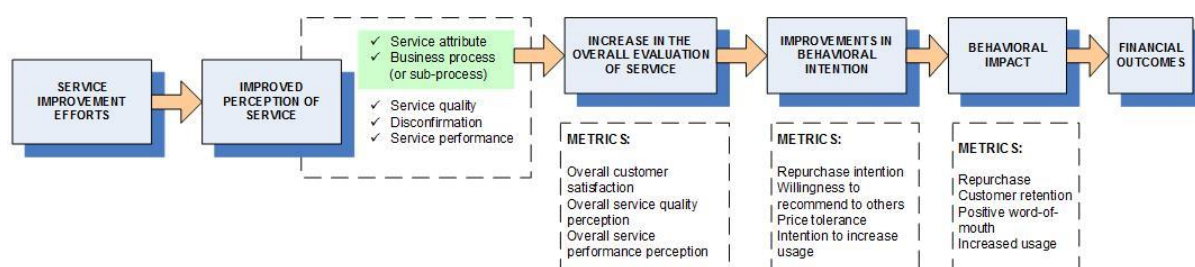 SERVICE
IMPROVEMENT
EFFORTS
IMPROVED
PERCEPTION OF
SERVICE
✓ Service attribute
✓ Business process
(or sub-process)
✓ Service quality
✓ Disconfirmation
✓ Service performance
INCREASE IN THE
OVERALL EVALUATION
OF SERVICE
METRICS:
Overall customer
satisfaction
Overall service quality
perception
Overall service
performance perception
IMPROVEMENTS IN
BEHAVIORAL
INTENTION
METRICS:
Repurchase intention
Willingness to
recommend to others
Price tolerance
Intention to increase
usage
BEHAVIORAL
IMPACT
METRICS:
Repurchase
Customer retention
Positive word-of-
mouth
Increased usage
FINANCIAL
OUTCOMES